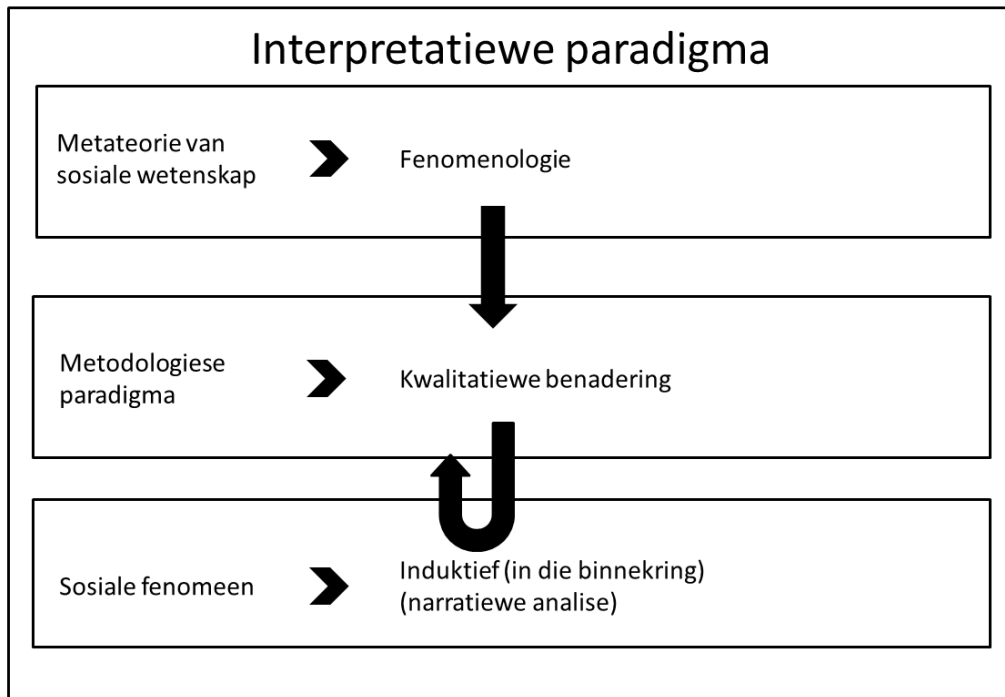 Interpretatiewe paradigma
Metateorie van
sosiale wetenskap
Fenomenologie
Metodologiese
paradigma
Kwalitatiewe benadering
Sosiale fenomeen
Induktief (in die binnekring)
(narratiewe analise)